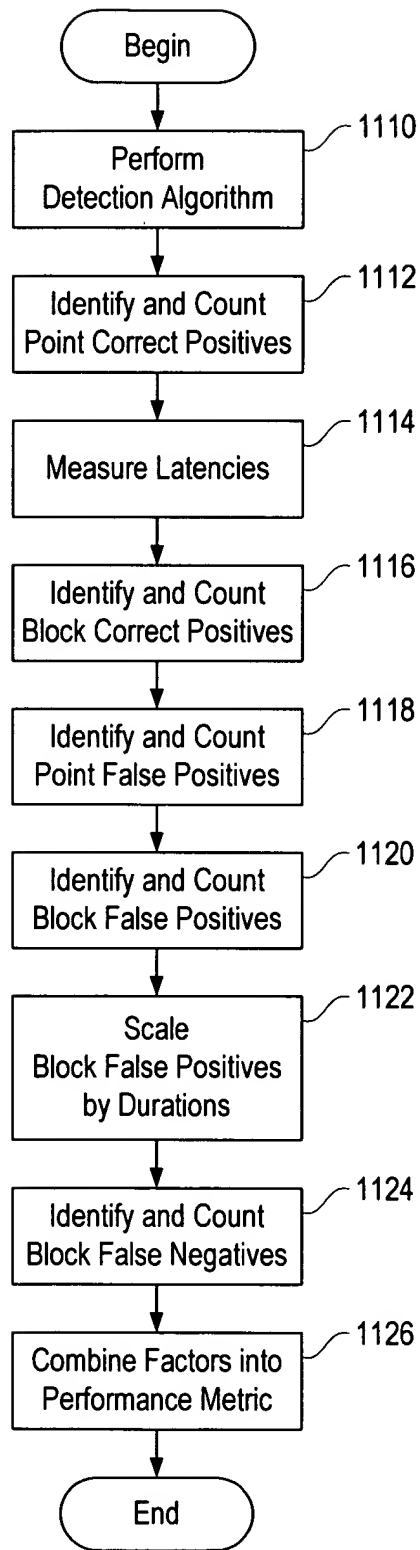 Begin
1110
Perform
Detection Algorithm
1112
Identify and Count
Point Correct Positives
1114
Measure Latencies
1116
Identify and Count
Block Correct Positives
1118
Identify and Count
Point False Positives
1120
Identify and Count
Block False Positives
1122
Scale
Block False Positives
by Durations
1124
Identify and Count
Block False Negatives
1126
Combine Factors into
Performance Metric
End